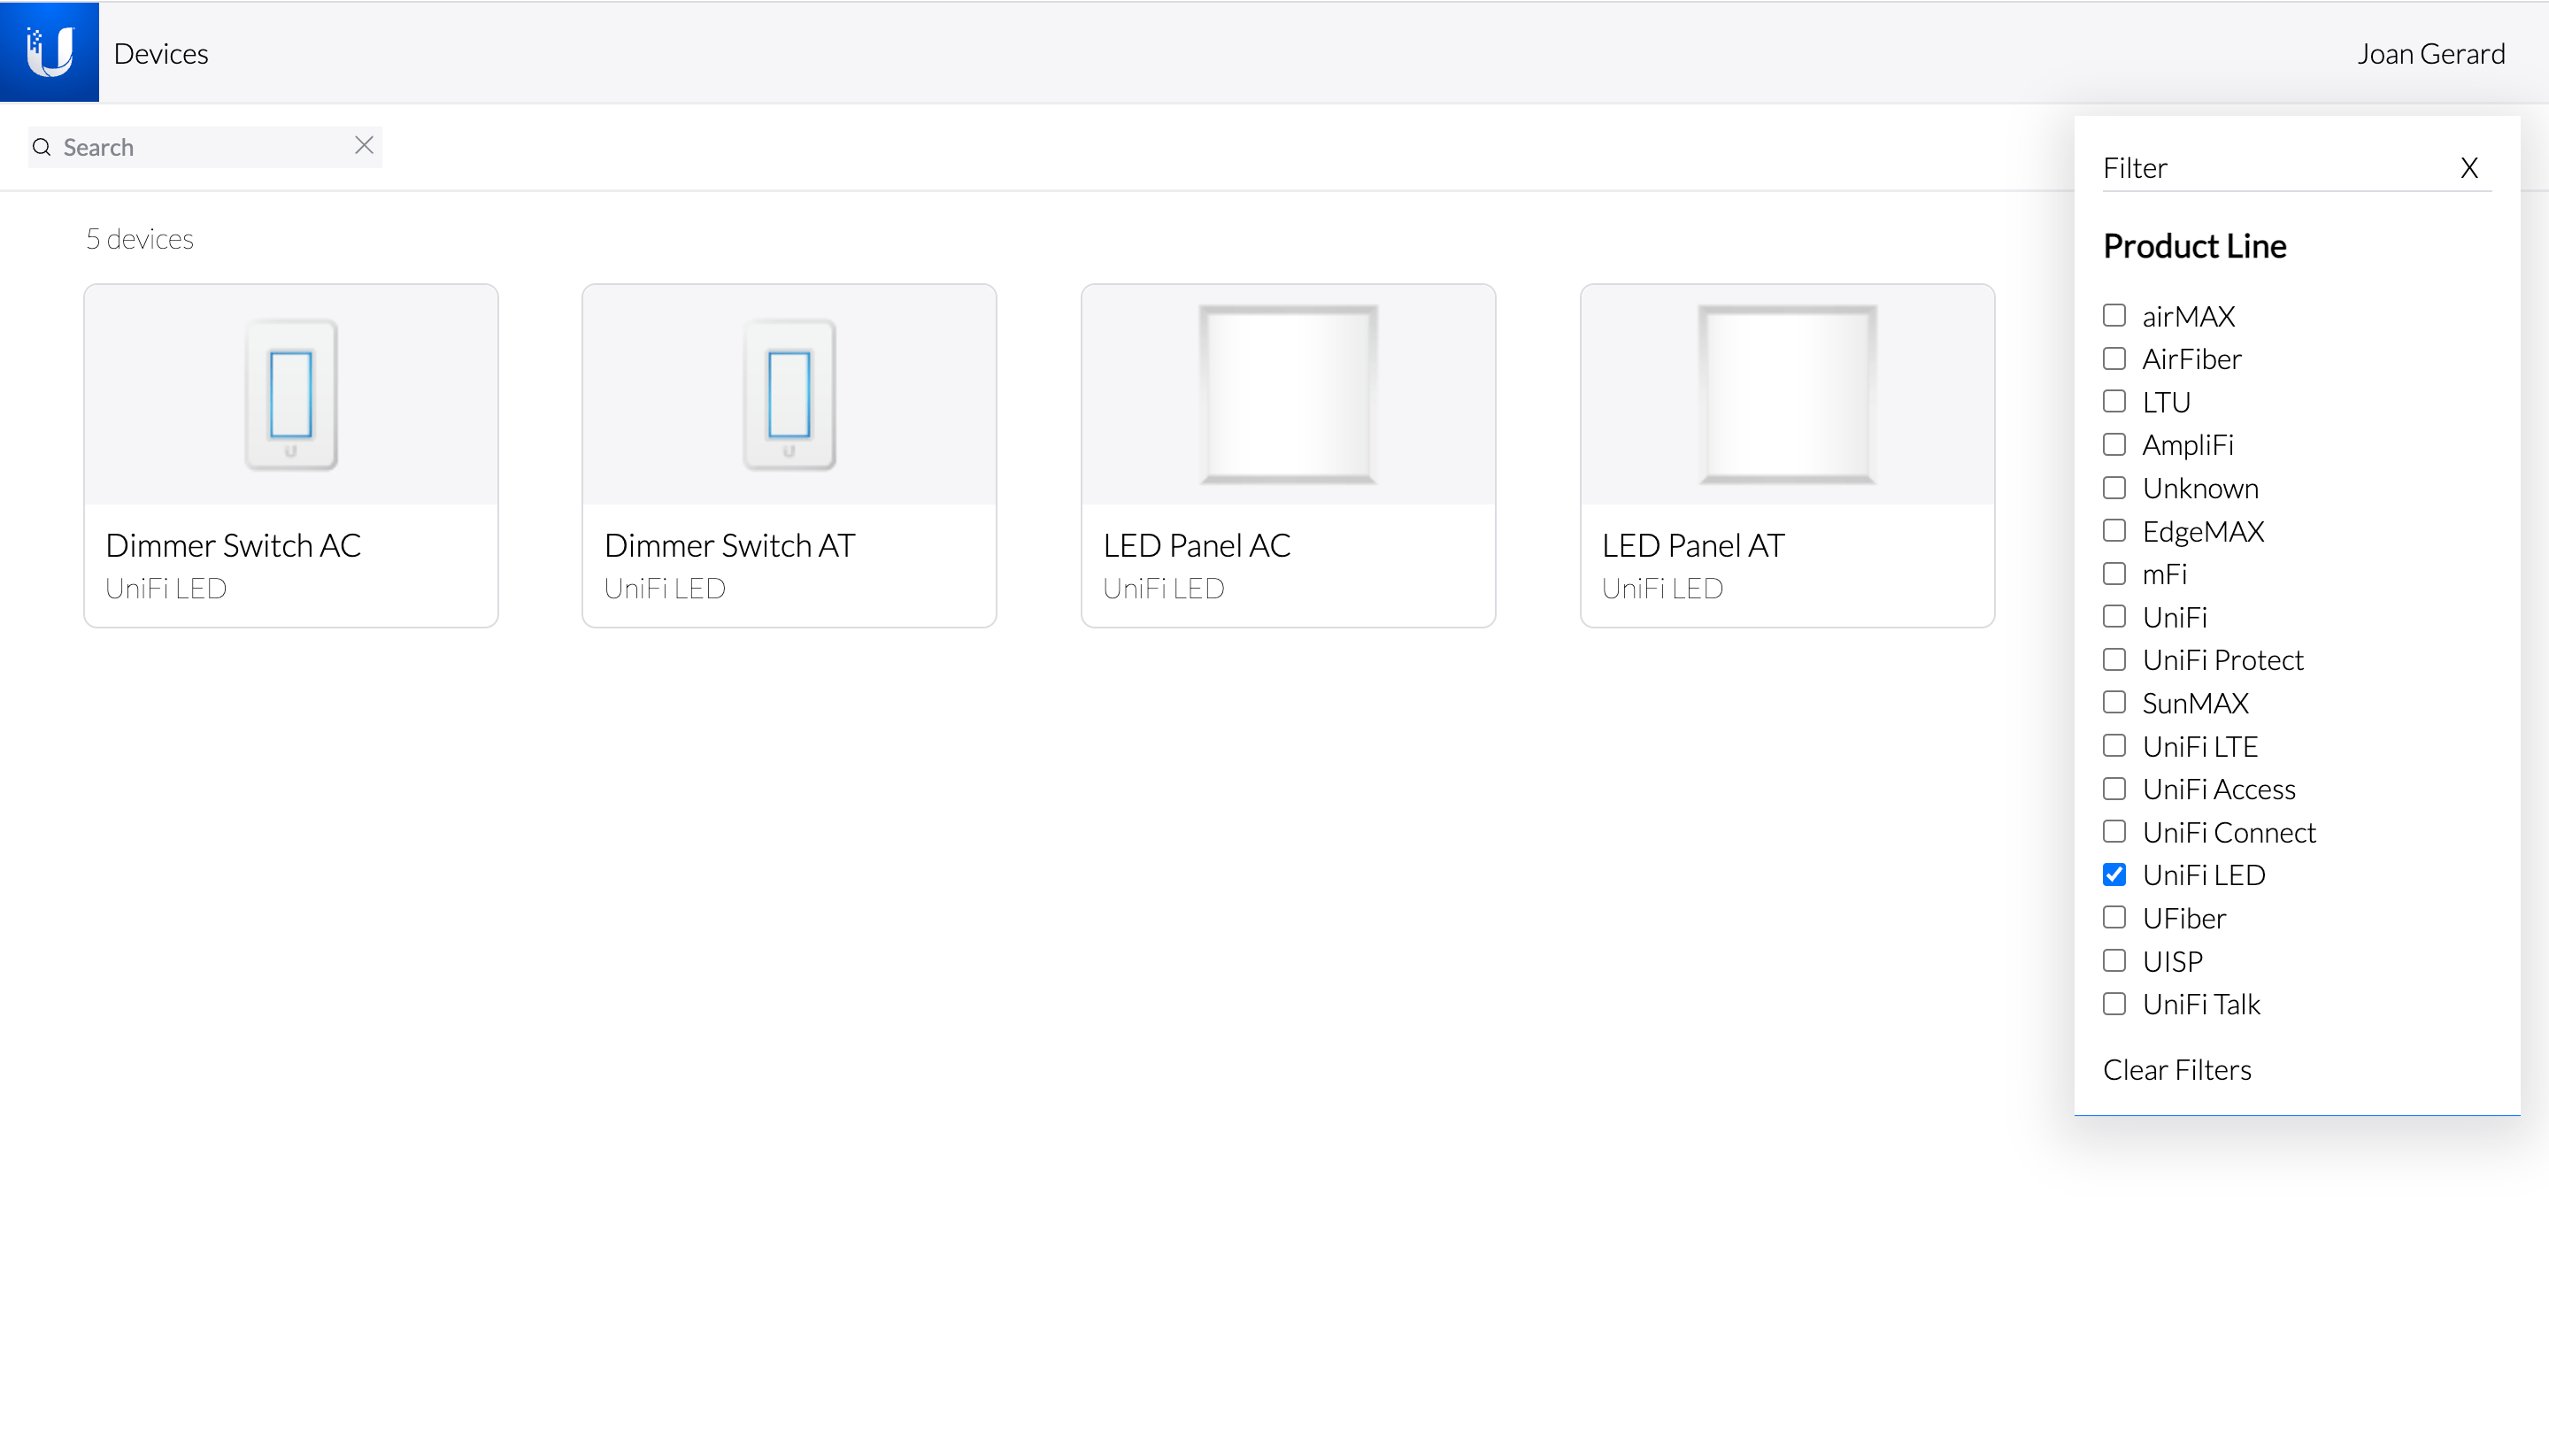 Devices
Joan Gerard
Search
Filter X
Product Line
5 devices
Dimmer Switch AC
UniFi LED
Dimmer Switch AT
UniFi LED
LED Panel AC
UniFi LED
LED Panel AT
UniFi LED
airMAX
AirFiber
LTU
AmpliFi
Unknown
EdgeMAX
mFi
UniFi
UniFi Protect
SunMAX
UniFi LTE
UniFi Access
UniFi Connect
UniFi LED
UFiber
UISP
UniFi Talk
Clear Filters